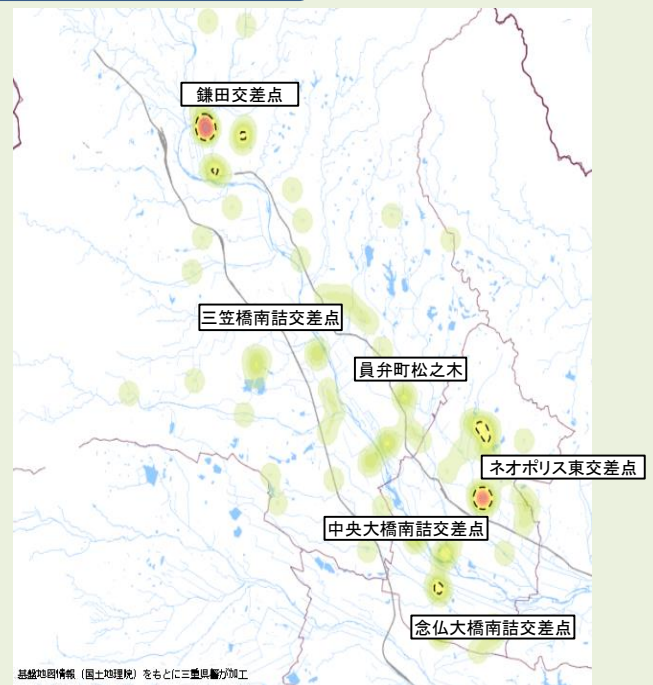 鎌田交差点
三笠橋南詰交差点
員弁町松之木
ネオポリス東交差点
中央大橋南詰交差点
念仏大橋南詰交差点
基盤地図情報（国土地理院）をもとに三重県警が加工